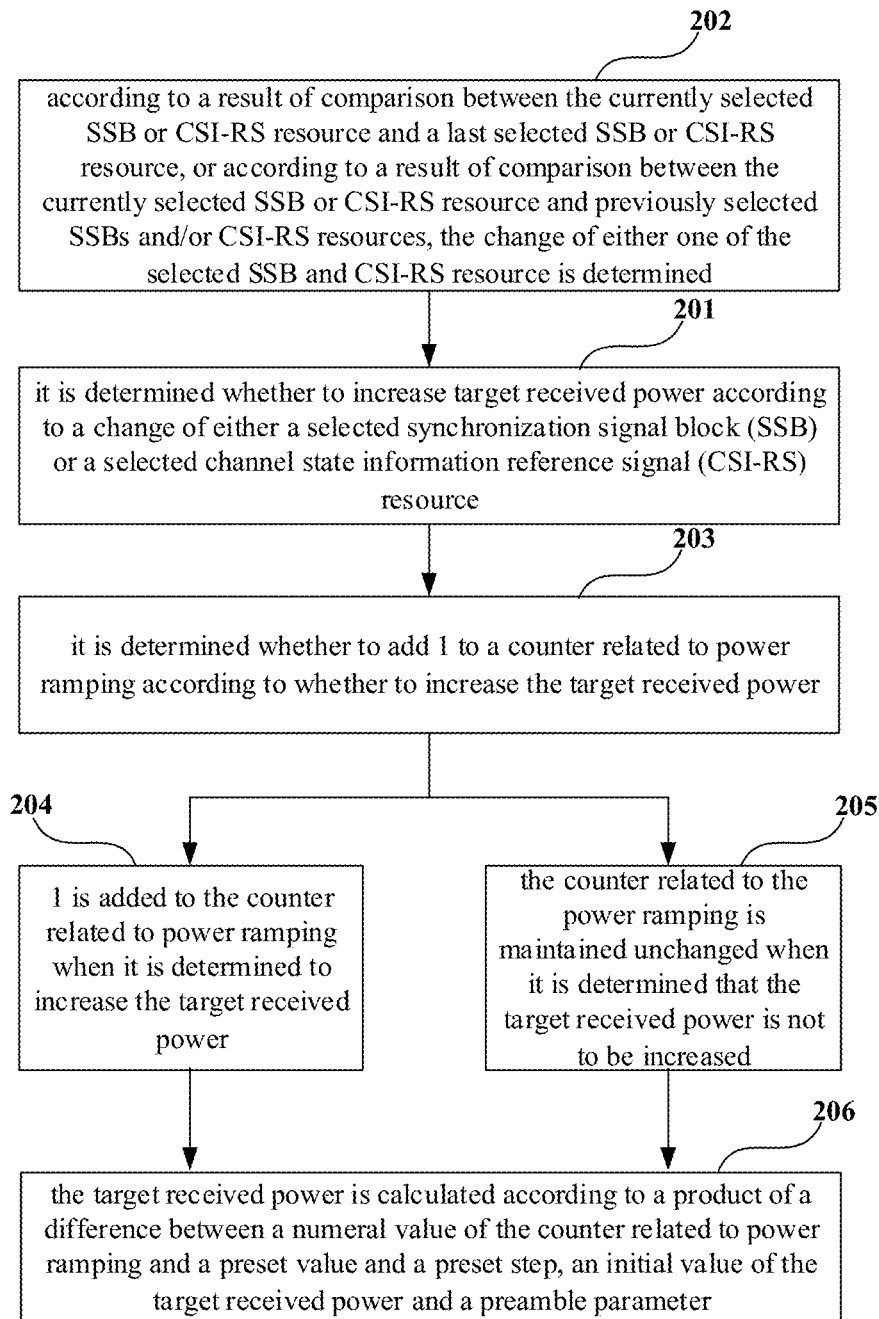 202
according to a result of comparison between the currently selected
SSB or CSI-RS resource and a last selected SSB or CSI-RS
resource, or according to a result of comparison between the
currently selected SSB or CSI-RS resource and previously selected
SSBs and/or CSI-RS resources, the change of either one of the
selected SSB and CSI-RS resource is determined
201
it is determined whether to increase target received power according
to a change of either a selected synchronization signal block (SSB)
or a selected channel state information reference signal (CSI-RS)
resource
203
it is determined whether to add 1 to a counter related to power
ramping according to whether to increase the target received power
204
1 is added to the counter
related to power ramping
when it is determined to
increase the target received
power
205
the counter related to the
power ramping is
maintained unchanged when
it is determined that the
target received power is not
to be increased
206
the target received power is calculated according to a product of a
difference between a numeral value of the counter related to power
ramping and a preset value and a preset step, an initial value of the
target received power and a preamble parameter